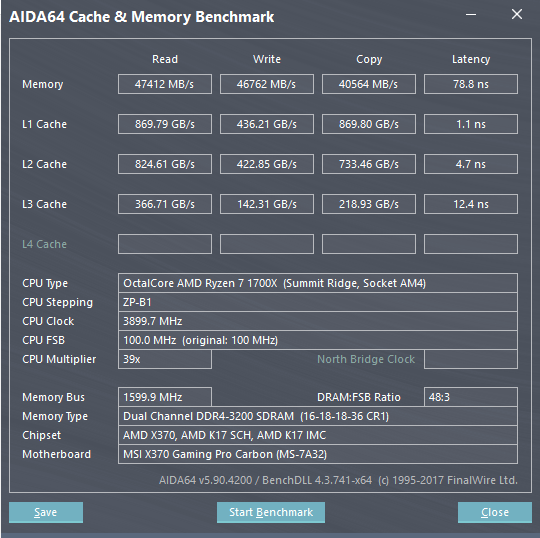 AIDA64 Cache & Memory Benchmark
Read Write Copy Latency
Memory 47412 MB/s 46762 MB/s 40564 MB/s 78.8 ns
L1 Cache 869.79 GB/s 436.21 GB/s 869.80 GB/s 1.1 ns
L2 Cache 824.61 GB/s 422.85 GB/s 733.46 GB/s 4.7 ns
L3 Cache 366.71 GB/s 142.31 GB/s 218.93 GB/s 12.4 ns
L4 Cache
CPU Type OctalCore AMD Ryzen 7 1700X (Summit Ridge, Socket AM4)
CPU Stepping ZP-B1
CPU Clock 3899.7 MHz
CPU FSB 100.0 MHz (original: 100 MHz)
CPU Multiplier 39x North Bridge Clock
Memory Bus 1599.9 MHz DRAM:FSB Ratio 48:3
Memory Type Dual Channel DDR4-3200 SDRAM (16-18-18-36 CR1)
Chipset AMD X370, AMD K17 SCH, AMD K17 IMC
Motherboard MSI X370 Gaming Pro Carbon (MS-7A32)
AIDA64 v5.90.4200 / BenchDLL 4.3.741-x64 (c) 1995-2017 FinalWire Ltd.
Save Start Benchmark Close